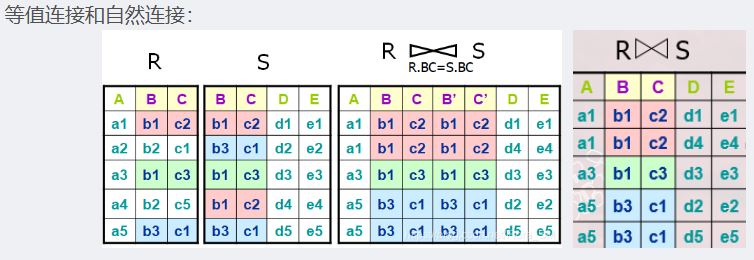 等值连接和自然连接：
R
A B C
a1 b1 c2
a2 b2 c1
a3 b1 c3
a4 b2 c5
a5 b3 c1
S
B C D E
b1 c2 d1 e1
b3 c1 d2 e2
b1 c3 d3 e3
b1 c2 d4 e4
b3 c1 d5 e5
R ⋈ S
R.BC=S.BC
A B C B’ C’ D E
a1 b1 c2 b1 c2 d1 e1
a1 b1 c2 b1 c2 d4 e4
a3 b1 c3 b1 c3 d3 e3
a5 b3 c1 b3 c1 d2 e2
a5 b3 c1 b3 c1 d5 e5
R⋈S
A B C D E
a1 b1 c2 d1 e1
a1 b1 c2 d4 e4
a3 b1 c3 d3 e3
a5 b3 c1 d2 e2
a5 b3 c1 d5 e5